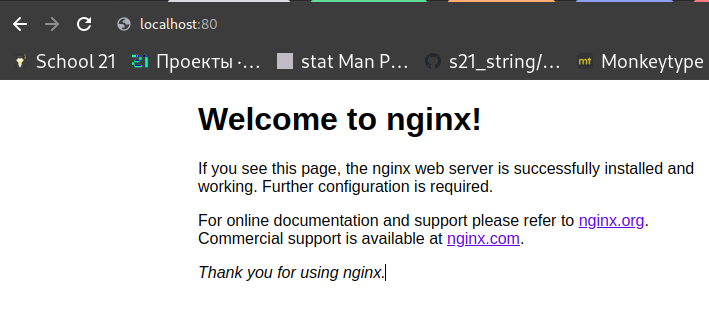 localhost:80
School 21 Проекты ·... stat Man P... s21_string/... mt Monkeytype
Welcome to nginx!
If you see this page, the nginx web server is successfully installed and
working. Further configuration is required.
For online documentation and support please refer to nginx.org.
Commercial support is available at nginx.com.
Thank you for using nginx.